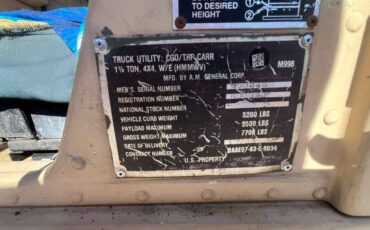 TO DESIRED
HEIGHT
TRUCK UTILITY: CGO/TRP CARR
1¼ TON, 4X4, W/E (HMMWV)
M998
MFD. BY A.M. GENERAL CORP.
MFR'S SERIAL NUMBER
REGISTRATION NUMBER
NATIONAL STOCK NUMBER
VEHICLE CURB WEIGHT 5200 LBS
PAYLOAD MAXIMUM 2500 LBS
GROSS WEIGHT MAXIMUM 7700 LBS
DATE OF DELIVERY
CONTRACT NUMBER
U.S. PROPERTY